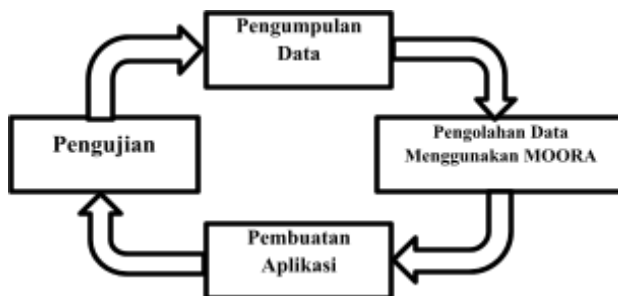 Pengumpulan
Data
Pengujian
Pengolahan Data
Menggunakan MOORA
Pembuatan
Aplikasi